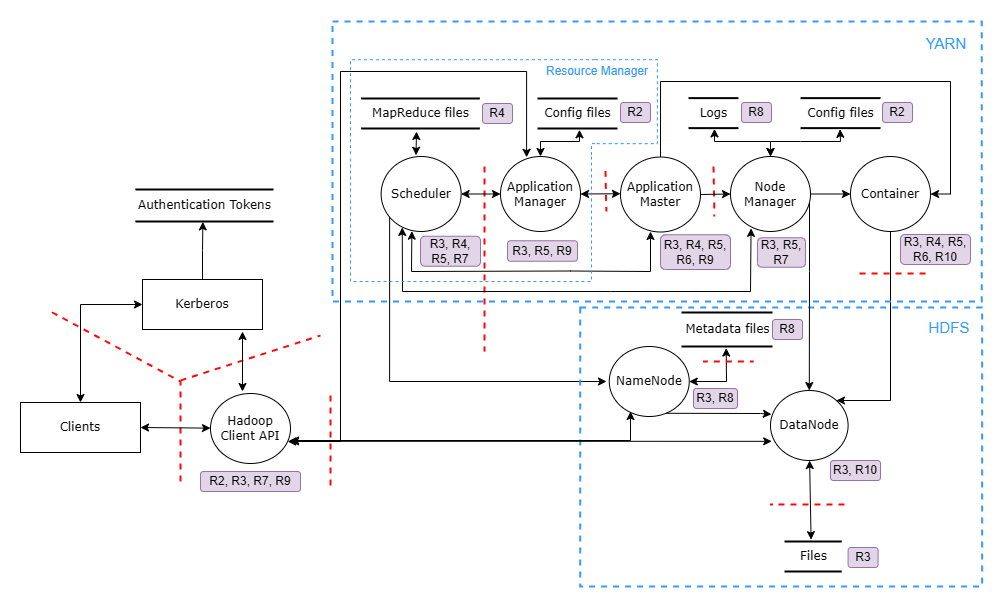 YARN
Resource Manager
MapReduce files
R4
Config files
R2
Logs
R8
Config files
R2
Scheduler
Application
Manager
Application
Master
Node
Manager
Container
R3, R4,
R5, R7
R3, R5, R9
R3, R4, R5,
R6, R9
R3, R5,
R7
R3, R4, R5,
R6, R10
Authentication Tokens
Kerberos
HDFS
Metadata files
R8
NameNode
R3, R8
Clients
Hadoop
Client API
DataNode
R2, R3, R7, R9
R3, R10
Files
R3